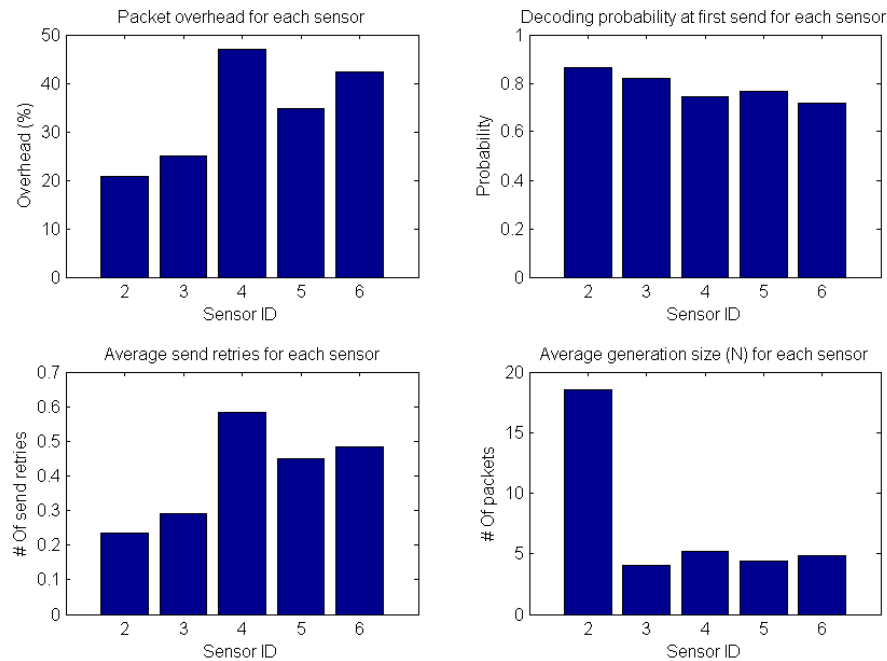 Packet overhead for each sensor
50
40
30
20
10
0
Overhead (%)
2 3 4 5 6
Sensor ID
Decoding probability at first send for each sensor
1
0.8
0.6
0.4
0.2
0
Probability
2 3 4 5 6
Sensor ID
Average send retries for each sensor
0.7
0.6
0.5
0.4
0.3
0.2
0.1
0
# Of send retries
2 3 4 5 6
Sensor ID
Average generation size (N) for each sensor
20
15
10
5
0
# Of packets
2 3 4 5 6
Sensor ID